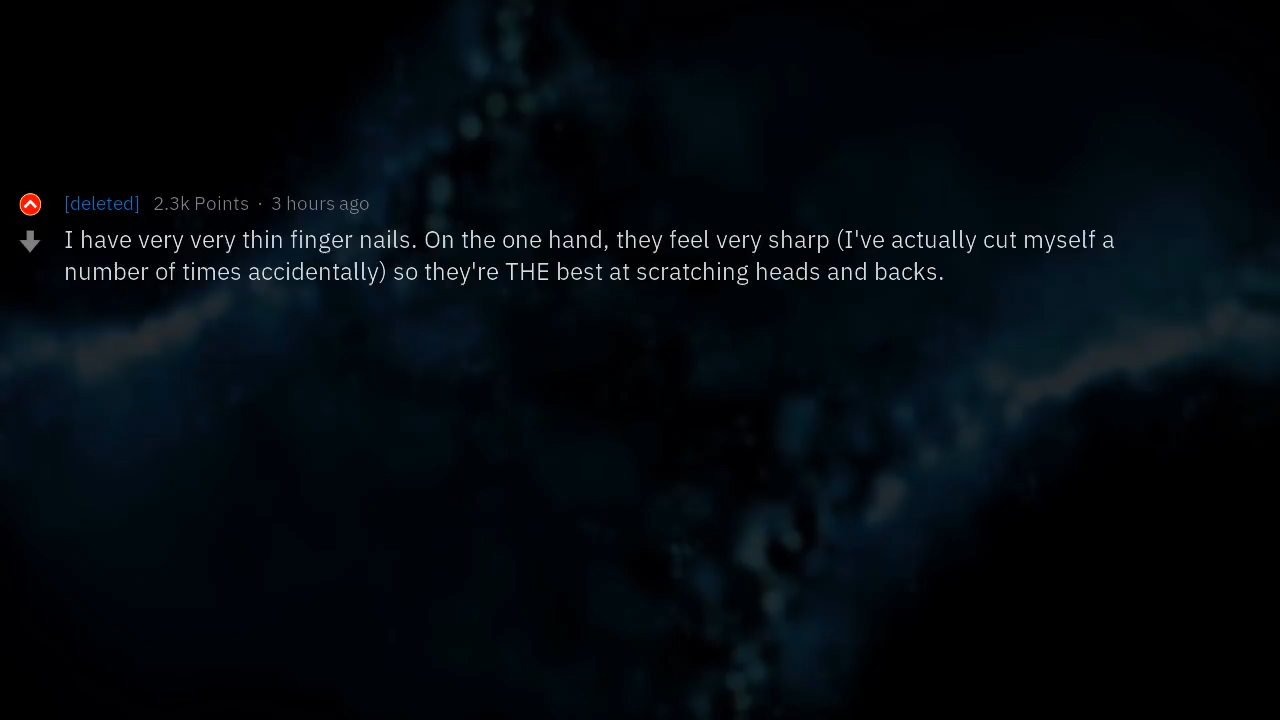 [deleted] 2.3k Points · 3 hours ago
I have very very thin finger nails. On the one hand, they feel very sharp (I've actually cut myself a
number of times accidentally) so they're THE best at scratching heads and backs.